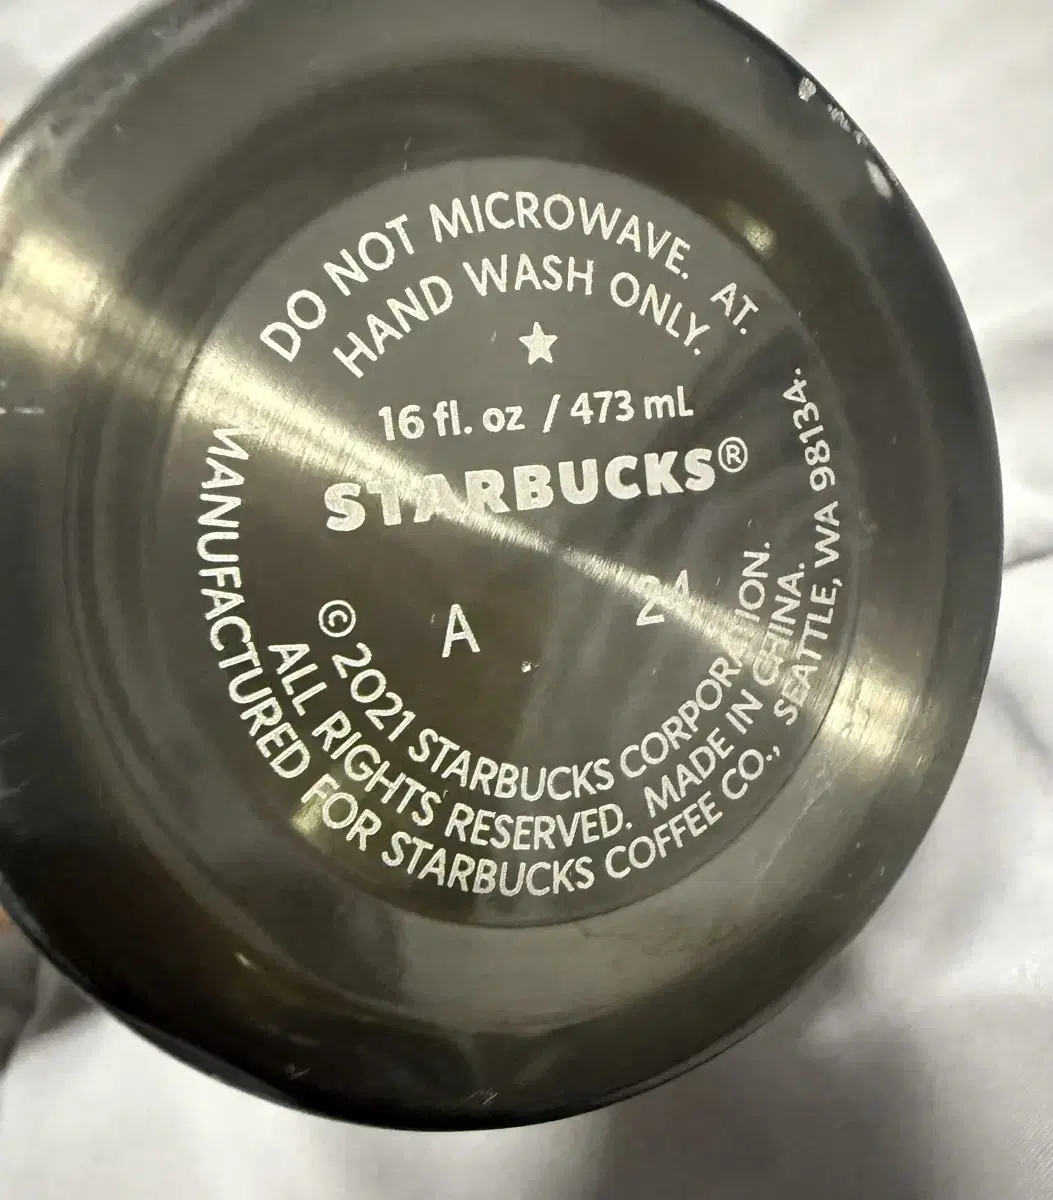 DO NOT MICROWAVE. AT.
HAND WASH ONLY.
16 fl. oz / 473 mL
STARBUCKS®
A 24
© 2021 STARBUCKS CORPORATION.
ALL RIGHTS RESERVED. MADE IN CHINA.
MANUFACTURED FOR STARBUCKS COFFEE CO., SEATTLE, WA 98134.